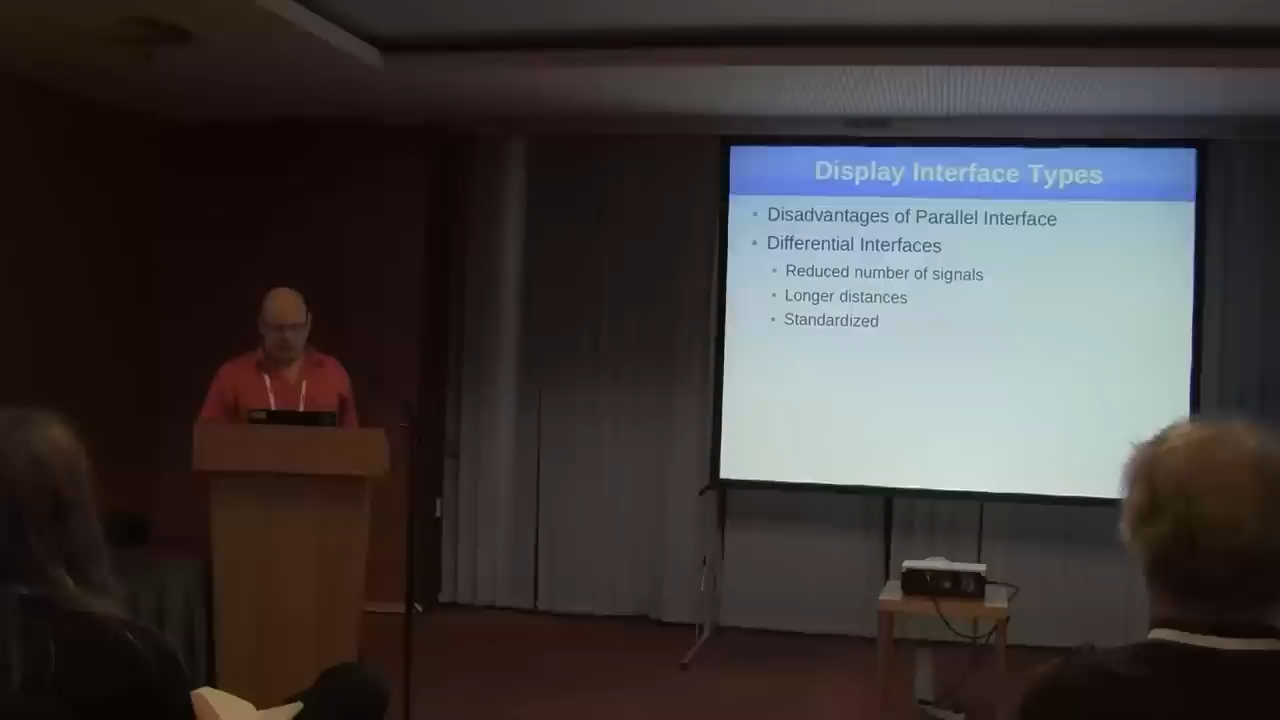 Display Interface Types
Disadvantages of Parallel Interface
Differential Interfaces
Reduced number of signals
Longer distances
Standardized